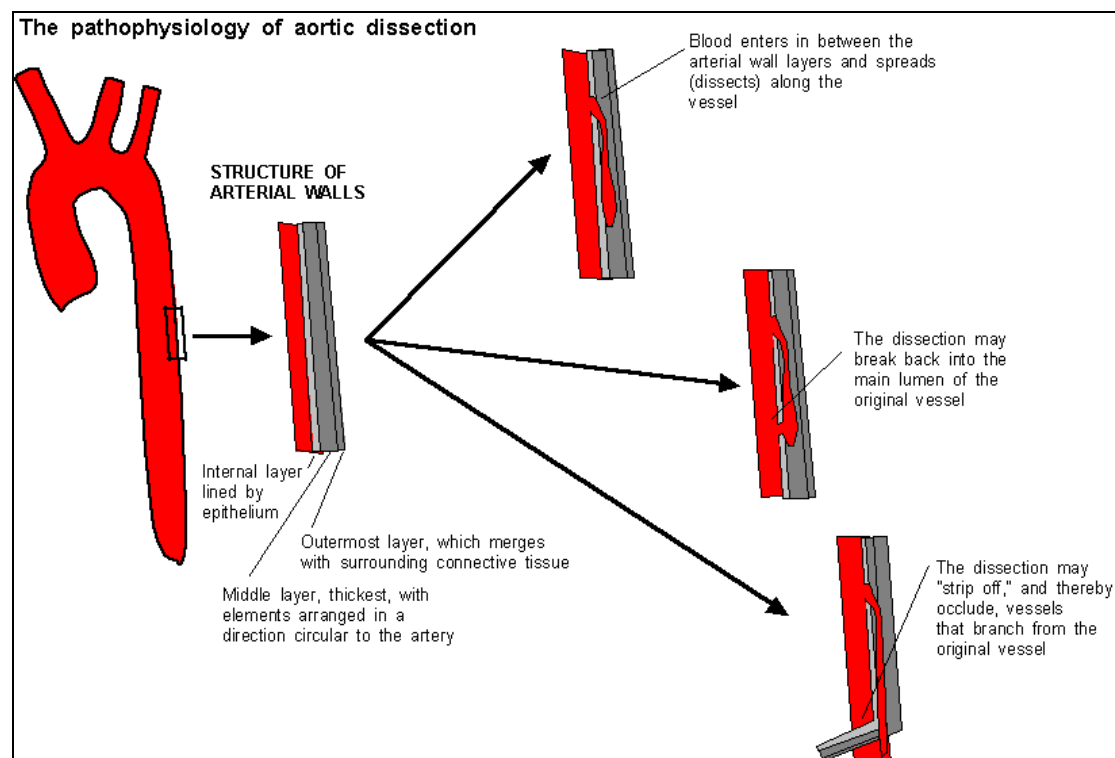 The pathophysiology of aortic dissection
Blood enters in between the
arterial wall layers and spreads
(dissects) along the
vessel
STRUCTURE OF
ARTERIAL WALLS
The dissection may
break back into the
main lumen of the
original vessel
Internal layer
lined by
epithelium
Outermost layer, which merges
with surrounding connective tissue
Middle layer, thickest, with
elements arranged in a
direction circular to the artery
The dissection may
"strip off," and thereby
occlude, vessels
that branch from the
original vessel